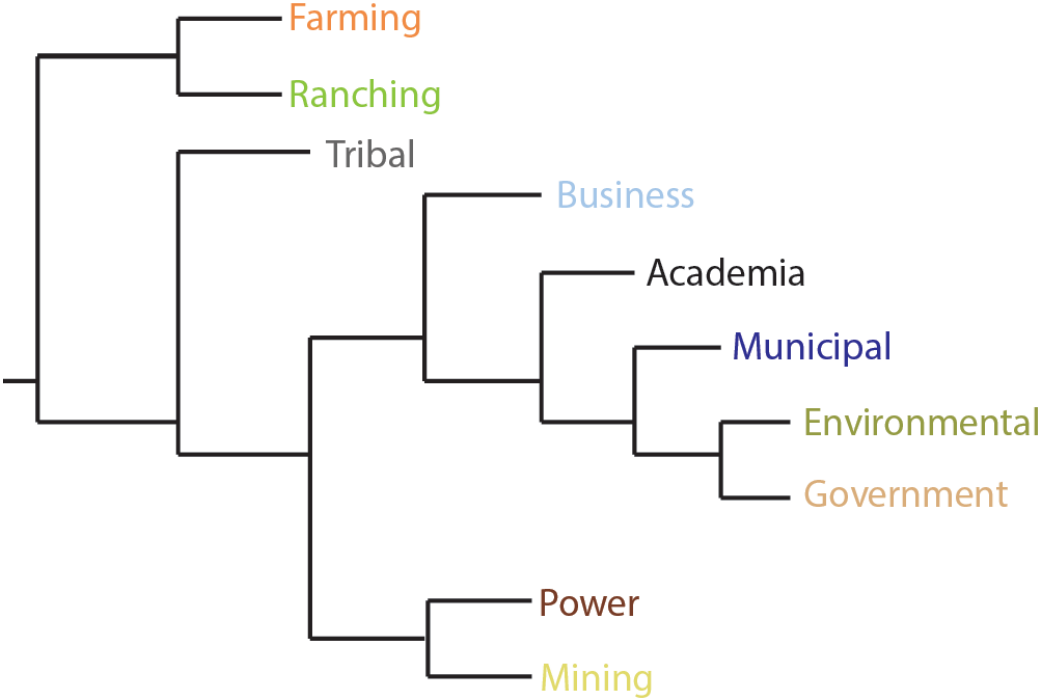 Farming
Ranching
Tribal
Business
Academia
Municipal
Environmental
Government
Power
Mining